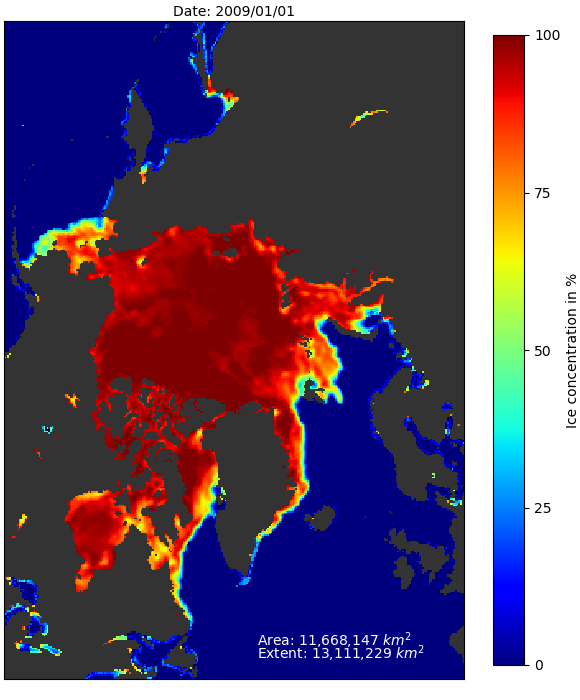 Date: 2009/01/01
100
75
50
25
0
Ice concentration in %
Area: 11,668,147 km²
Extent: 13,111,229 km²